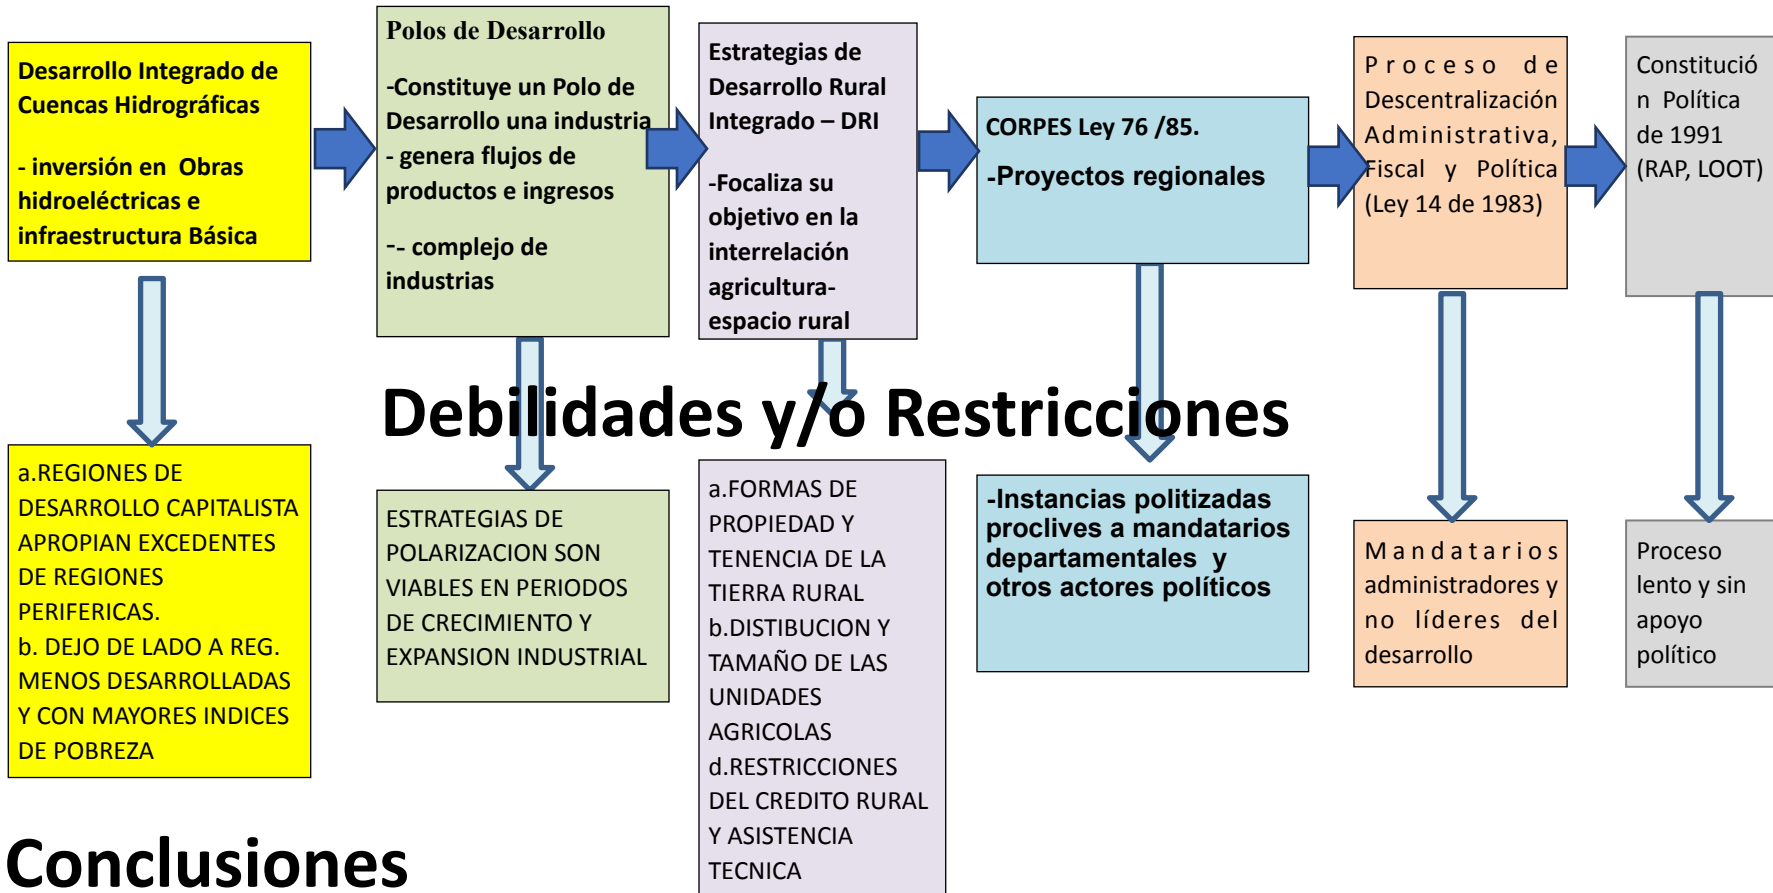 Desarrollo Integrado de
Cuencas Hidrográficas
- inversión en Obras
hidroeléctricas e
infraestructura Básica
Polos de Desarrollo
-Constituye un Polo de
Desarrollo una industria
- genera flujos de
productos e ingresos
-- complejo de
industrias
Estrategias de
Desarrollo Rural
Integrado – DRI
-Focaliza su
objetivo en la
interrelación
agricultura-
espacio rural
CORPES Ley 76 /85.
-Proyectos regionales
Proceso de
Descentralización
Administrativa,
Fiscal y Política
(Ley 14 de 1983)
Constitució
n Política
de 1991
(RAP, LOOT)
Debilidades y/o Restricciones
a.REGIONES DE
DESARROLLO CAPITALISTA
APROPIAN EXCEDENTES
DE REGIONES
PERIFERICAS.
b. DEJO DE LADO A REG.
MENOS DESARROLLADAS
Y CON MAYORES INDICES
DE POBREZA
ESTRATEGIAS DE
POLARIZACION SON
VIABLES EN PERIODOS
DE CRECIMIENTO Y
EXPANSION INDUSTRIAL
a.FORMAS DE
PROPIEDAD Y
TENENCIA DE LA
TIERRA RURAL
b.DISTIBUCION Y
TAMAÑO DE LAS
UNIDADES
AGRICOLAS
d.RESTRICCIONES
DEL CREDITO RURAL
Y ASISTENCIA
TECNICA
-Instancias politizadas
proclives a mandatarios
departamentales y
otros actores políticos
Mandatarios
administradores y
no líderes del
desarrollo
Proceso
lento y sin
apoyo
político
Conclusiones